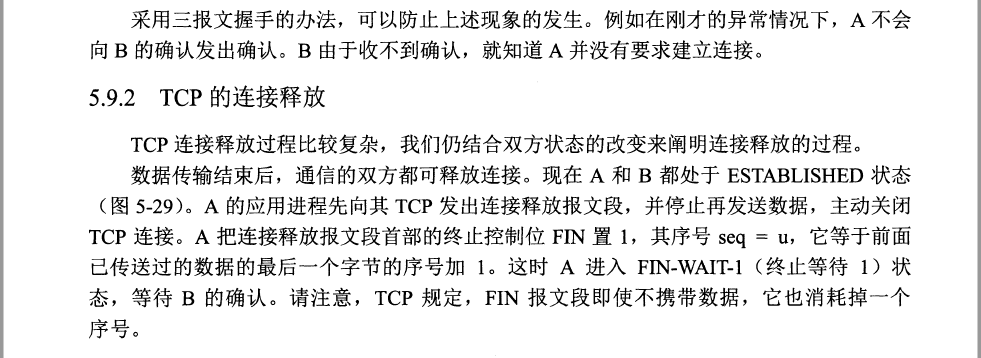 采用三报文握手的办法，可以防止上述现象的发生。例如在刚才的异常情况下，A 不会
向 B 的确认发出确认。B 由于收不到确认，就知道 A 并没有要求建立连接。
5.9.2 TCP 的连接释放
TCP 连接释放过程比较复杂，我们仍结合双方状态的改变来阐明连接释放的过程。
数据传输结束后，通信的双方都可释放连接。现在 A 和 B 都处于 ESTABLISHED 状态
（图 5-29）。A 的应用进程先向其 TCP 发出连接释放报文段，并停止再发送数据，主动关闭
TCP 连接。A 把连接释放报文段首部的终止控制位 FIN 置 1，其序号 seq = u，它等于前面
已传送过的数据的最后一个字节的序号加 1。这时 A 进入 FIN-WAIT-1（终止等待 1）状
态，等待 B 的确认。请注意，TCP 规定，FIN 报文段即使不携带数据，它也消耗掉一个
序号。